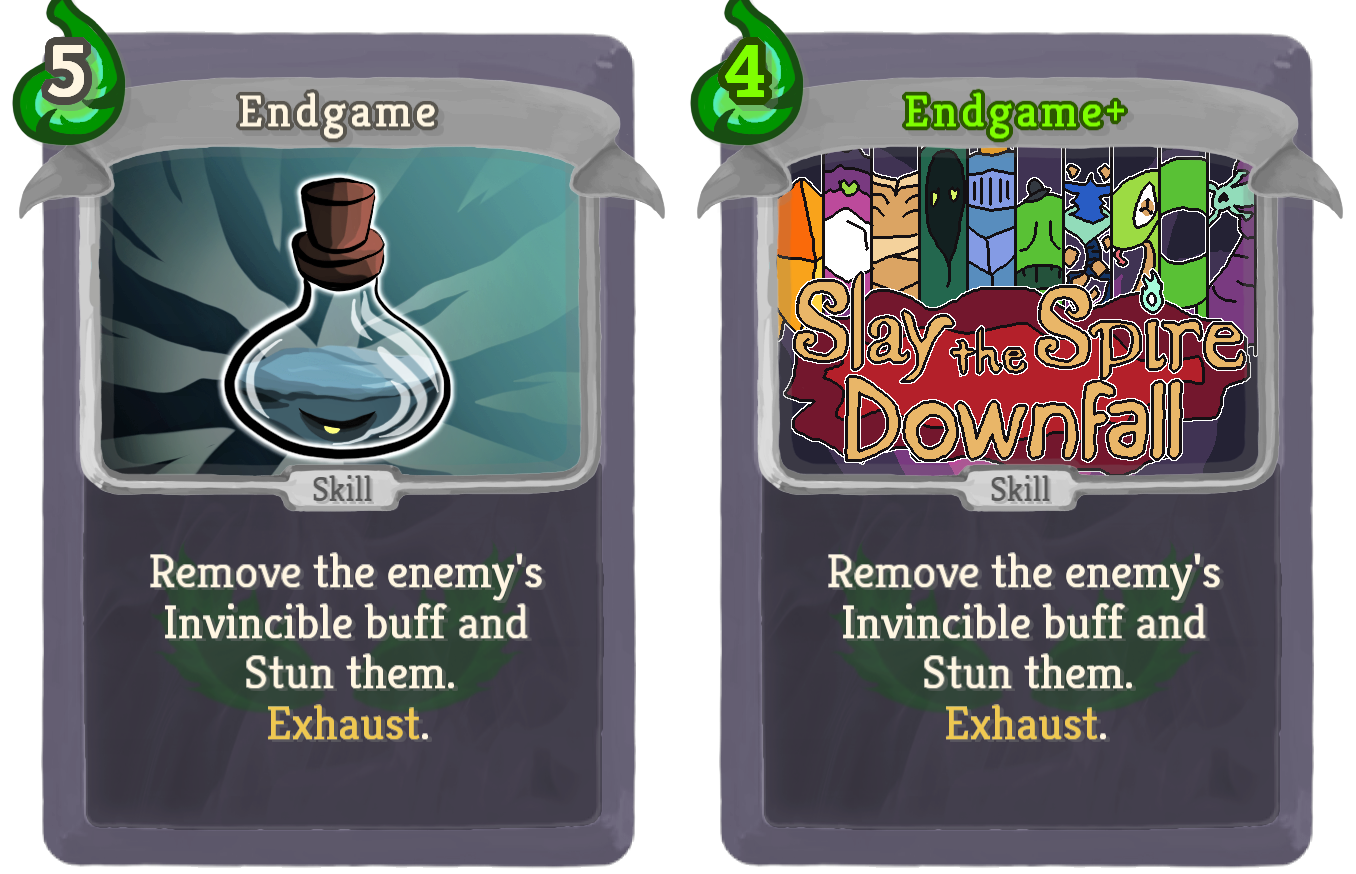 5
Endgame
Skill
Remove the enemy's
Invincible buff and
Stun them.
Exhaust.
4
Endgame+
Slay the Spire
Downfall
Skill
Remove the enemy's
Invincible buff and
Stun them.
Exhaust.